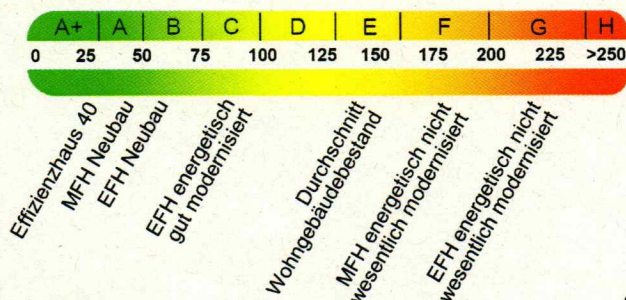 A+ A B C D E F G H
0 25 50 75 100 125 150 175 200 225 >250
Effizienzhaus 40
MFH Neubau
EFH Neubau
EFH energetisch
gut modernisiert
Durchschnitt
Wohngebäudebestand
MFH energetisch nicht
wesentlich modernisiert
EFH energetisch nicht
wesentlich modernisiert